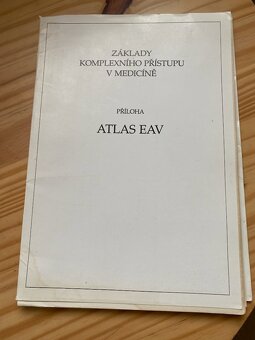 ZÁKLADY
KOMPLEXNÍHO PŘÍSTUPU
V MEDICÍNĚ
PŘÍLOHA
ATLAS EAV